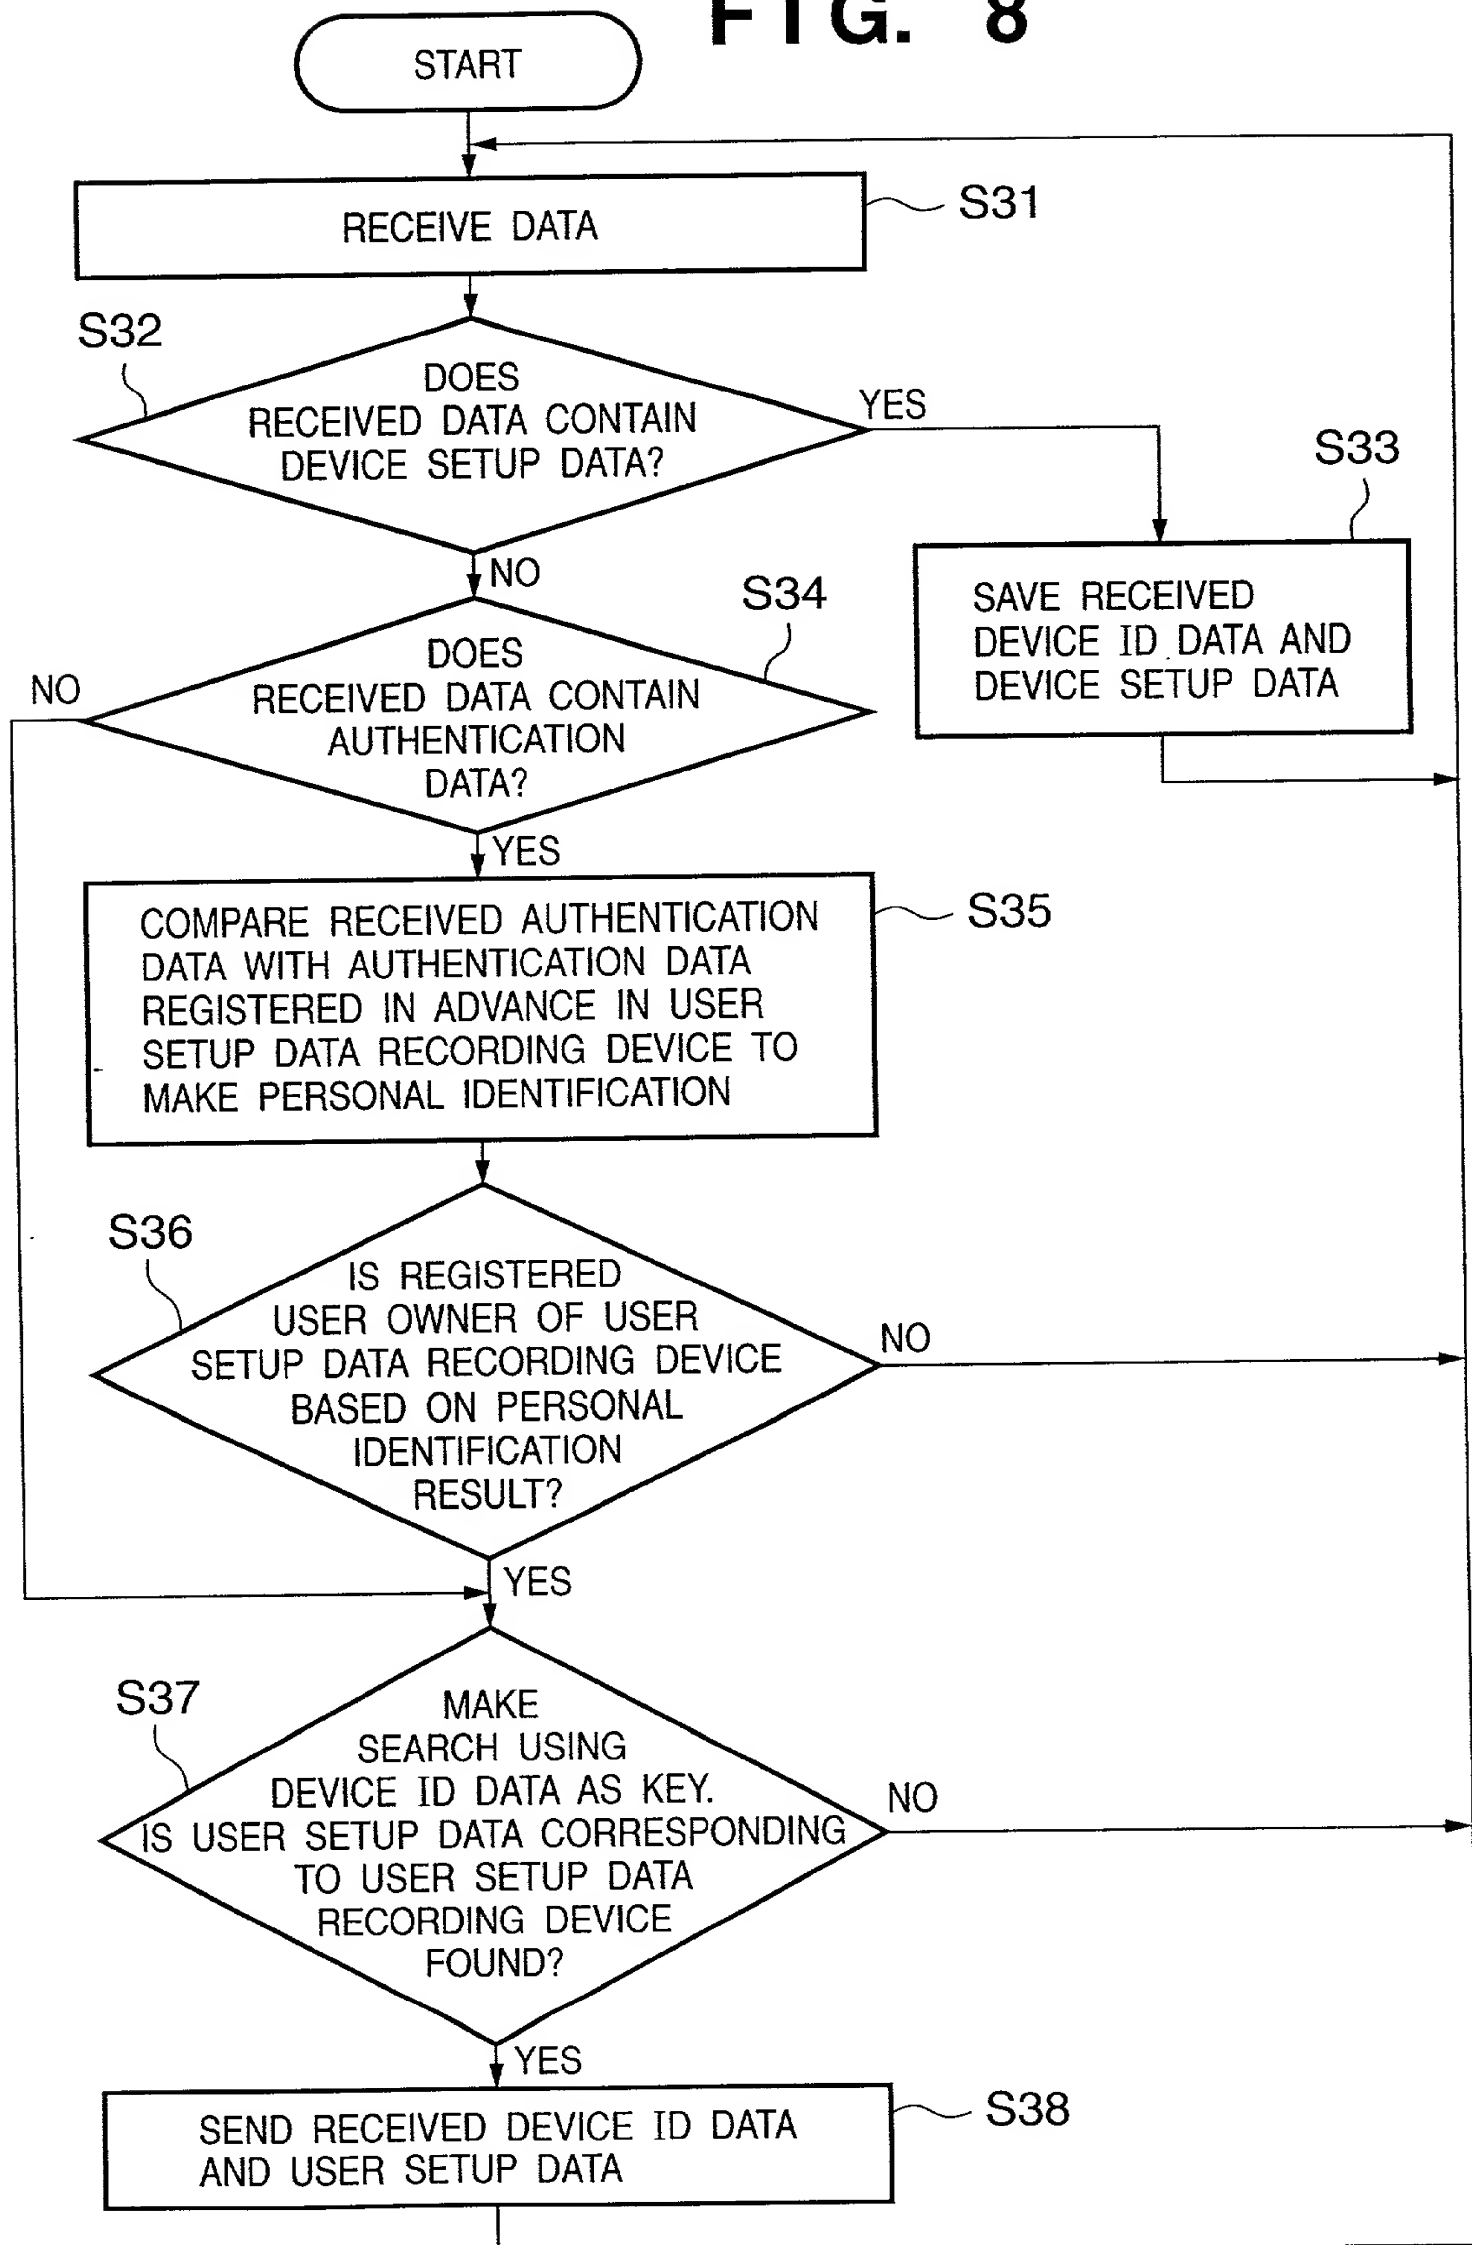 FIG. 8
START
RECEIVE DATA
S31
S32
DOES
RECEIVED DATA CONTAIN
DEVICE SETUP DATA?
YES
NO
S33
SAVE RECEIVED
DEVICE ID DATA AND
DEVICE SETUP DATA
S34
DOES
RECEIVED DATA CONTAIN
AUTHENTICATION
DATA?
NO
YES
COMPARE RECEIVED AUTHENTICATION
DATA WITH AUTHENTICATION DATA
REGISTERED IN ADVANCE IN USER
SETUP DATA RECORDING DEVICE TO
MAKE PERSONAL IDENTIFICATION
S35
S36
IS REGISTERED
USER OWNER OF USER
SETUP DATA RECORDING DEVICE
BASED ON PERSONAL
IDENTIFICATION
RESULT?
NO
YES
S37
MAKE
SEARCH USING
DEVICE ID DATA AS KEY.
IS USER SETUP DATA CORRESPONDING
TO USER SETUP DATA
RECORDING DEVICE
FOUND?
NO
YES
SEND RECEIVED DEVICE ID DATA
AND USER SETUP DATA
S38